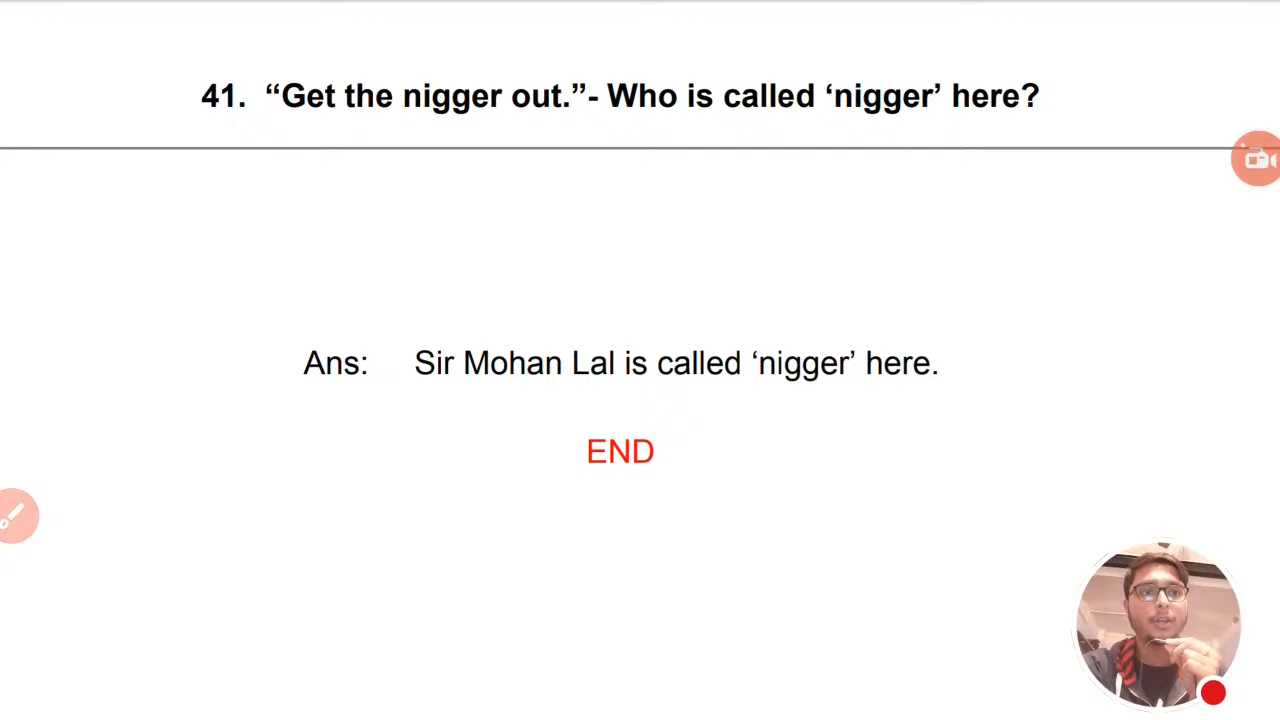 41. “Get the nigger out.”- Who is called ‘nigger’ here?
Ans: Sir Mohan Lal is called ‘nigger’ here.
END